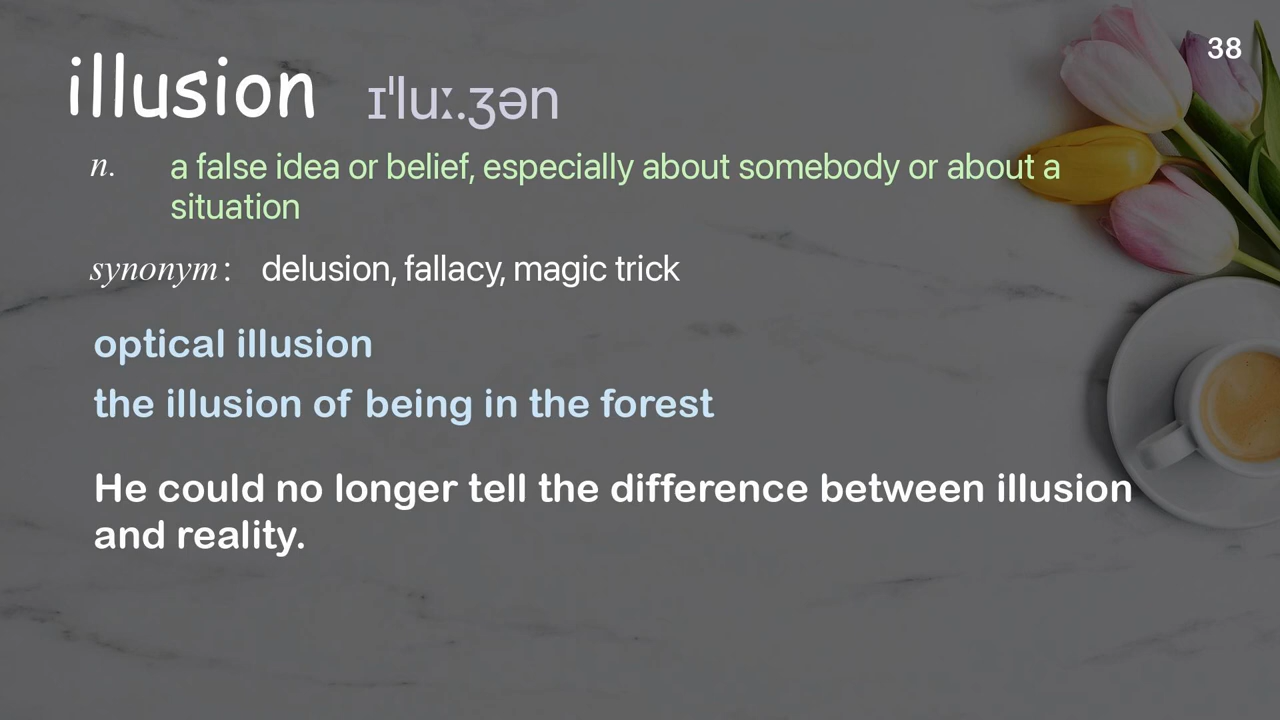 38
illusion ɪˈluː.ʒən
n. a false idea or belief, especially about somebody or about a
situation
synonym: delusion, fallacy, magic trick
optical illusion
the illusion of being in the forest
He could no longer tell the difference between illusion
and reality.